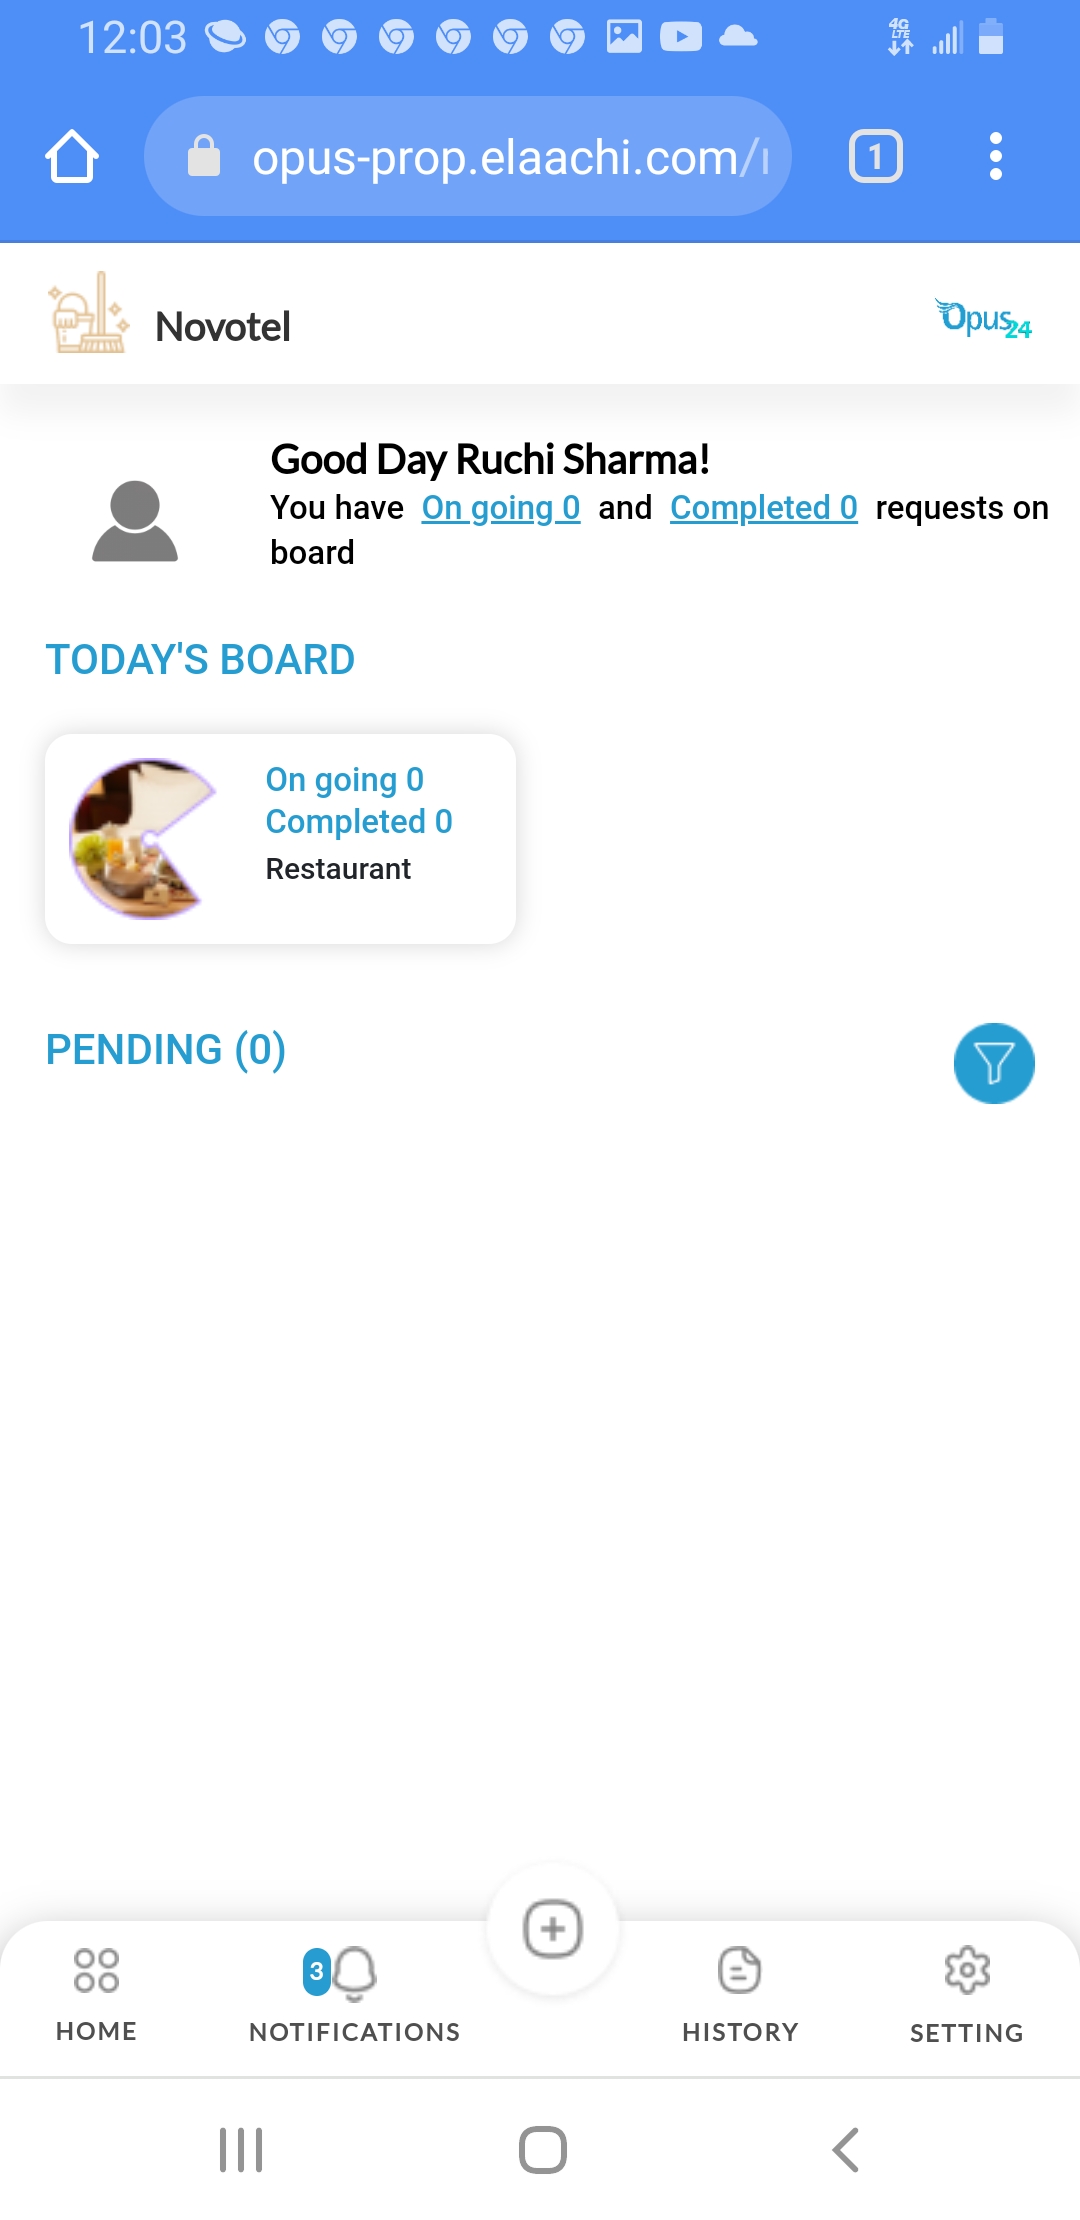 12:03
4G
LTE
opus-prop.elaachi.com/
1
Novotel
Opus24
Good Day Ruchi Sharma!
You have On going 0 and Completed 0 requests on
board
TODAY'S BOARD
On going 0
Completed 0
Restaurant
PENDING (0)
3
HOME
NOTIFICATIONS
HISTORY
SETTING